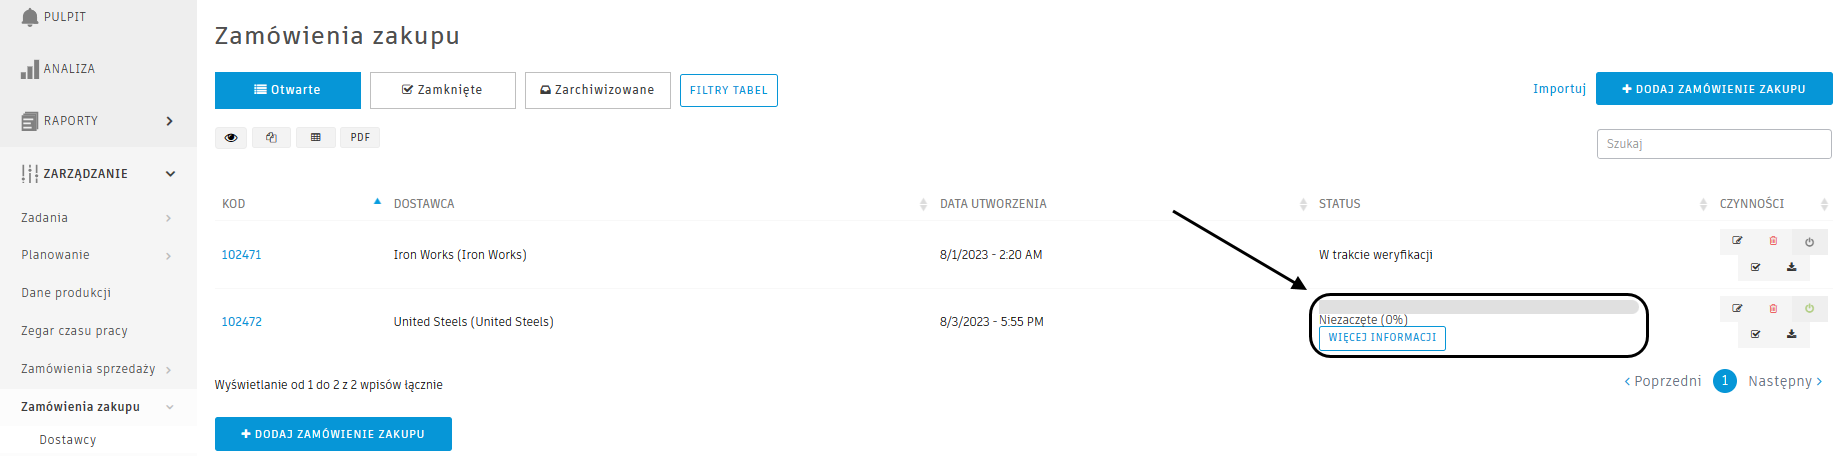 PULPIT
ANALIZA
RAPORTY
ZARZĄDZANIE
Zadania
Planowanie
Dane produkcji
Zegar czasu pracy
Zamówienia sprzedaży
Zamówienia zakupu
Dostawcy
Zamówienia zakupu
Otwarte Zamknięte Zarchiwizowane FILTRY TABEL
Importuj + DODAJ ZAMÓWIENIE ZAKUPU
PDF
Szukaj
KOD DOSTAWCA DATA UTWORZENIA STATUS CZYNNOŚCI
102471 Iron Works (Iron Works) 8/1/2023 - 2:20 AM W trakcie weryfikacji
102472 United Steels (United Steels) 8/3/2023 - 5:55 PM Niezaczęte (0%)
WIĘCEJ INFORMACJI
Wyświetlanie od 1 do 2 z 2 wpisów łącznie
‹ Poprzedni 1 Następny ›
+ DODAJ ZAMÓWIENIE ZAKUPU